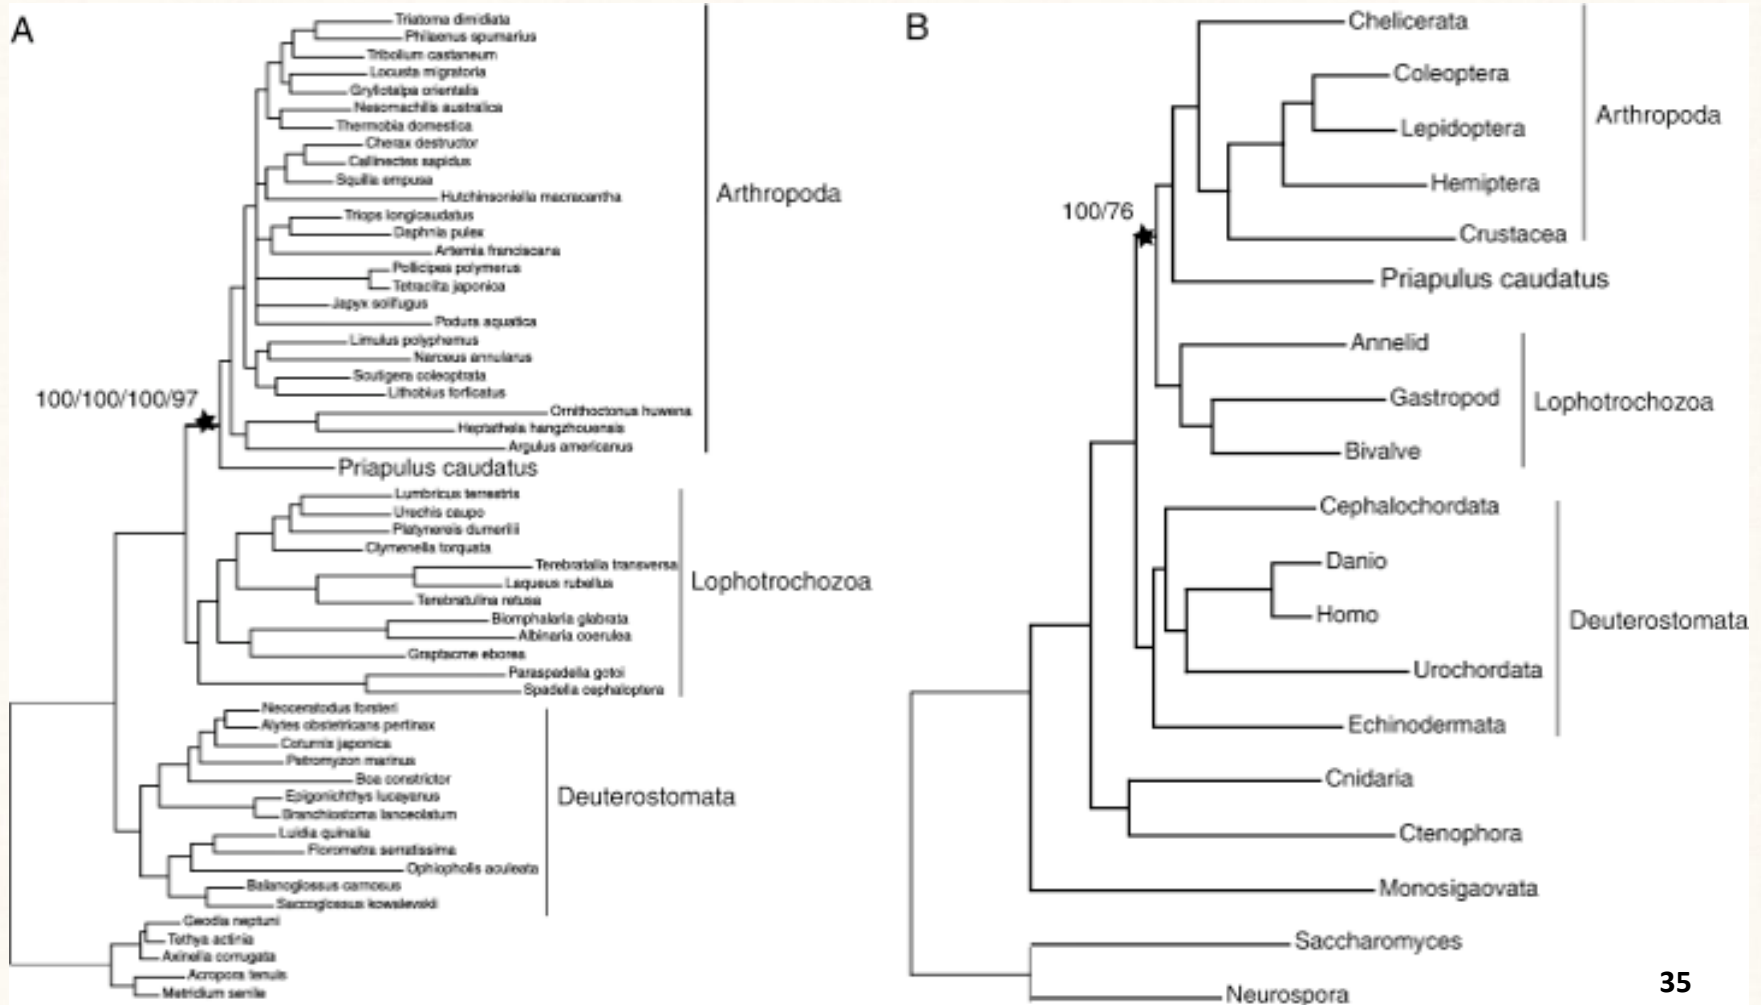 A
Triatoma dimidiata
Philaenus spumarius
Tribolium castaneum
Locusta migratoria
Gryllotalpa orientalis
Nesomachilis australica
Thermobia domestica
Cherax destructor
Callinectes sapidus
Squilla empusa
Hutchinsoniella macracantha
Triops longicaudatus
Daphnia pulex
Artemia franciscana
Pollicipes polymerus
Tetraclita japonica
Japyx solifugus
Podura aquatica
Limulus polyphemus
Narceus annularus
Scutigera coleoptrata
Lithobius forficatus
Ornithoctonus huwena
Heptathela hangzhouensis
Argulus americanus
Arthropoda
100/100/100/97
Priapulus caudatus
Lumbricus terrestris
Urechis caupo
Platynereis dumerilii
Clymenella torquata
Terebratalia transversa
Laqueus rubellus
Terebratulina retusa
Biomphalaria glabrata
Albinaria coerulea
Graptacme eborea
Paraspadella gotoi
Spadella cephaloptera
Lophotrochozoa
Neoceratodus forsteri
Alytes obstetricans pertinax
Coturnix japonica
Petromyzon marinus
Boa constrictor
Epigonichthys lucayanus
Branchiostoma lanceolatum
Luidia quinalia
Florometra serratissima
Ophiopholis aculeata
Balanoglossus carnosus
Saccoglossus kowalevskii
Deuterostomata
Geodia neptuni
Tethya actinia
Axinella corrugata
Acropora tenuis
Metridium senile
B
Chelicerata
Coleoptera
Lepidoptera
Hemiptera
Crustacea
Arthropoda
100/76
Priapulus caudatus
Annelid
Gastropod
Bivalve
Lophotrochozoa
Cephalochordata
Danio
Homo
Urochordata
Echinodermata
Deuterostomata
Cnidaria
Ctenophora
Monosigaovata
Saccharomyces
Neurospora
35